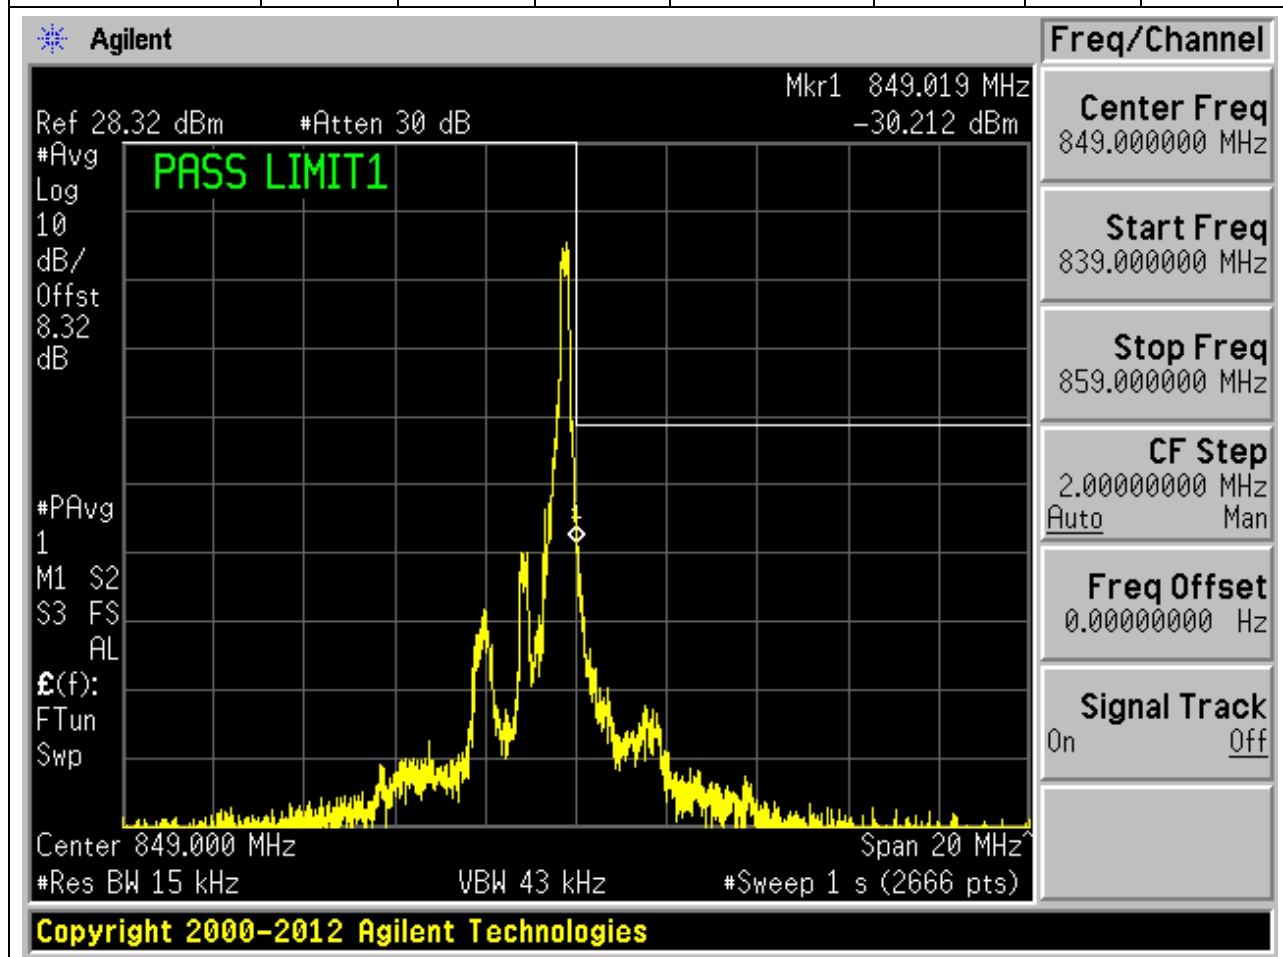 Agilent
Freq/Channel
Mkr1 849.019 MHz
Ref 28.32 dBm #Atten 30 dB -30.212 dBm
#Avg
Log
10
dB/
Offst
8.32
dB
PASS LIMIT1
1
#PAvg
1
M1 S2
S3 FS
AL
£(f):
FTun
Swp
Center 849.000 MHz Span 20 MHz^
#Res BW 15 kHz VBW 43 kHz #Sweep 1 s (2666 pts)
Center Freq
849.000000 MHz
Start Freq
839.000000 MHz
Stop Freq
859.000000 MHz
CF Step
2.00000000 MHz
Auto Man
Freq Offset
0.00000000 Hz
Signal Track
On Off
Copyright 2000-2012 Agilent Technologies